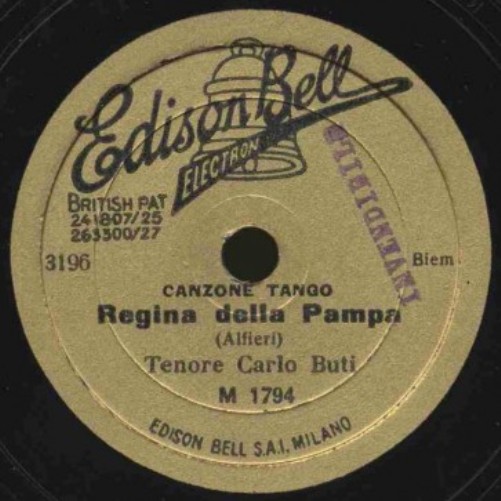 Edison Bell
ELECTRON
BRITISH PAT
241807/25
263300/27
INVENDIBILE
3196
Biem
CANZONE TANGO
Regina della Pampa
(Alfieri)
Tenore Carlo Buti
M 1794
EDISON BELL S.A.I. MILANO